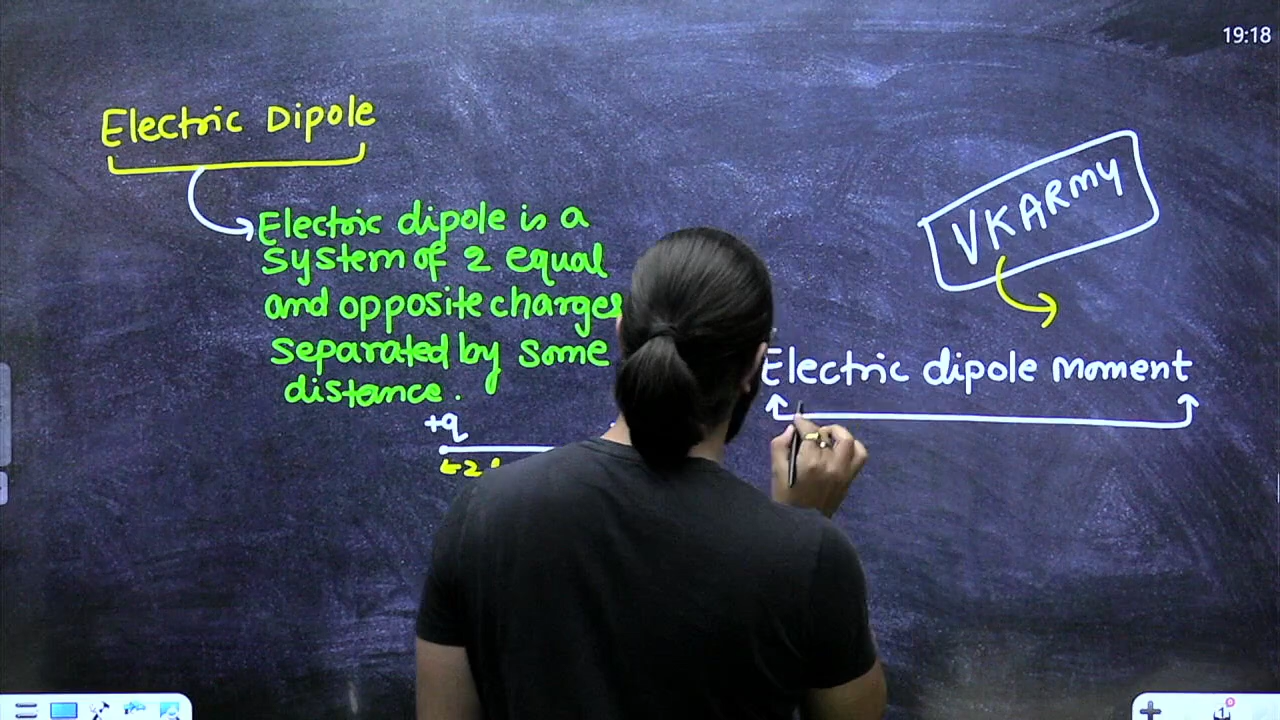 19:18
Electric Dipole
Electric dipole is a
system of 2 equal
and opposite charges
separated by some
distance.
+q
2
VKARMY
Electric dipole Moment